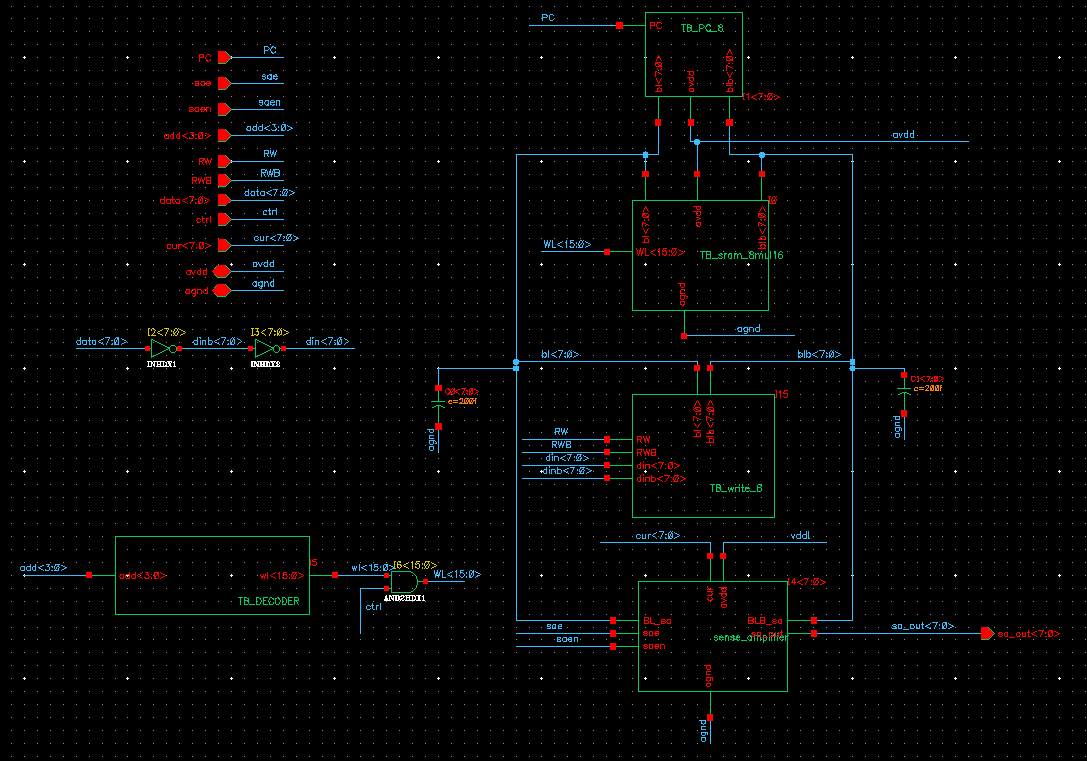 PC PC
sae sae
saen saen
add<3:0> add<3:0>
RW RW
RWB RWB
data<7:0> data<7:0>
ctrl ctrl
cur<7:0> cur<7:0>
avdd avdd
agnd agnd
data<7:0>
I2<7:0>
INHDX1
dinb<7:0>
I3<7:0>
INHDX2
din<7:0>
add<3:0>
add<3:0>
wl<15:0>
TB_DECODER
I5
wl<15:0>
I6<15:0>
AND2HDX1
WL<15:0>
ctrl
PC
PC
TB_PC_8
bl<7:0>
avdd
blb<7:0>
I1<7:0>
avdd
bl<7:0>
avdd
blb<7:0>
WL<15:0>
WL<15:0>
TB_sram_8mul16
agnd
agnd
bl<7:0>
blb<7:0>
C0<7:0>
c=200f
agnd
C1<7:0>
c=200f
agnd
I15
bl<7:0>
blb<7:0>
RW RW
RWB RWB
din<7:0> din<7:0>
dinb<7:0> dinb<7:0>
TB_write_8
cur<7:0>
vddl
cur
avdd
I4<7:0>
BL_sa
BLB_sa
sae sae
saen saen
sense_amplifier
sa_out<7:0>
sa_out<7:0>
agnd
agnd